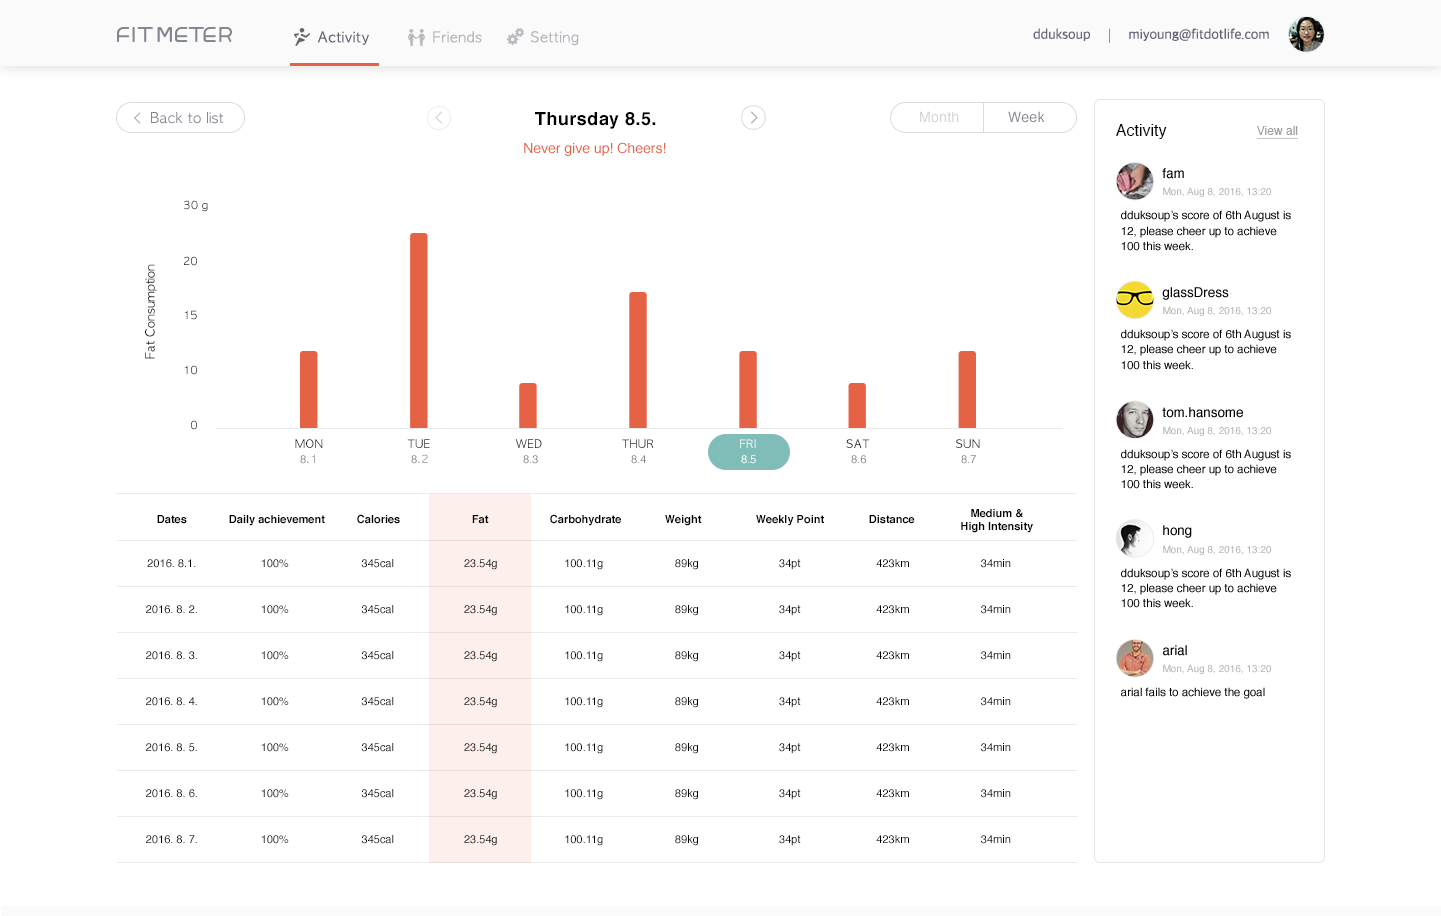 FITMETER
Activity
Friends
Setting
dduksoup | miyoung@fitdotlife.com
Back to list
Thursday 8.5.
Never give up! Cheers!
Month
Week
30 g
20
15
10
0
Fat Consumption
MON TUE WED THUR FRI SAT SUN
8.1 8.2 8.3 8.4 8.5 8.6 8.7
Dates Daily achievement Calories Fat Carbohydrate Weight Weekly Point Distance Medium &
High Intensity
2016. 8.1. 100% 345cal 23.54g 100.11g 89kg 34pt 423km 34min
2016. 8. 2. 100% 345cal 23.54g 100.11g 89kg 34pt 423km 34min
2016. 8. 3. 100% 345cal 23.54g 100.11g 89kg 34pt 423km 34min
2016. 8. 4. 100% 345cal 23.54g 100.11g 89kg 34pt 423km 34min
2016. 8. 5. 100% 345cal 23.54g 100.11g 89kg 34pt 423km 34min
2016. 8. 6. 100% 345cal 23.54g 100.11g 89kg 34pt 423km 34min
2016. 8. 7. 100% 345cal 23.54g 100.11g 89kg 34pt 423km 34min
Activity
View all
fam
Mon, Aug 8, 2016, 13:20
dduksoup's score of 6th August is
12, please cheer up to achieve
100 this week.
glassDress
Mon, Aug 8, 2016, 13:20
dduksoup's score of 6th August is
12, please cheer up to achieve
100 this week.
tom.hansome
Mon, Aug 8, 2016, 13:20
dduksoup's score of 6th August is
12, please cheer up to achieve
100 this week.
hong
Mon, Aug 8, 2016, 13:20
dduksoup's score of 6th August is
12, please cheer up to achieve
100 this week.
arial
Mon, Aug 8, 2016, 13:20
arial fails to achieve the goal